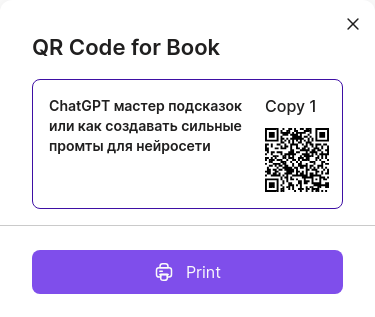 QR Code for Book
ChatGPT мастер подсказок
или как создавать сильные
промты для нейросети
Copy 1
Print